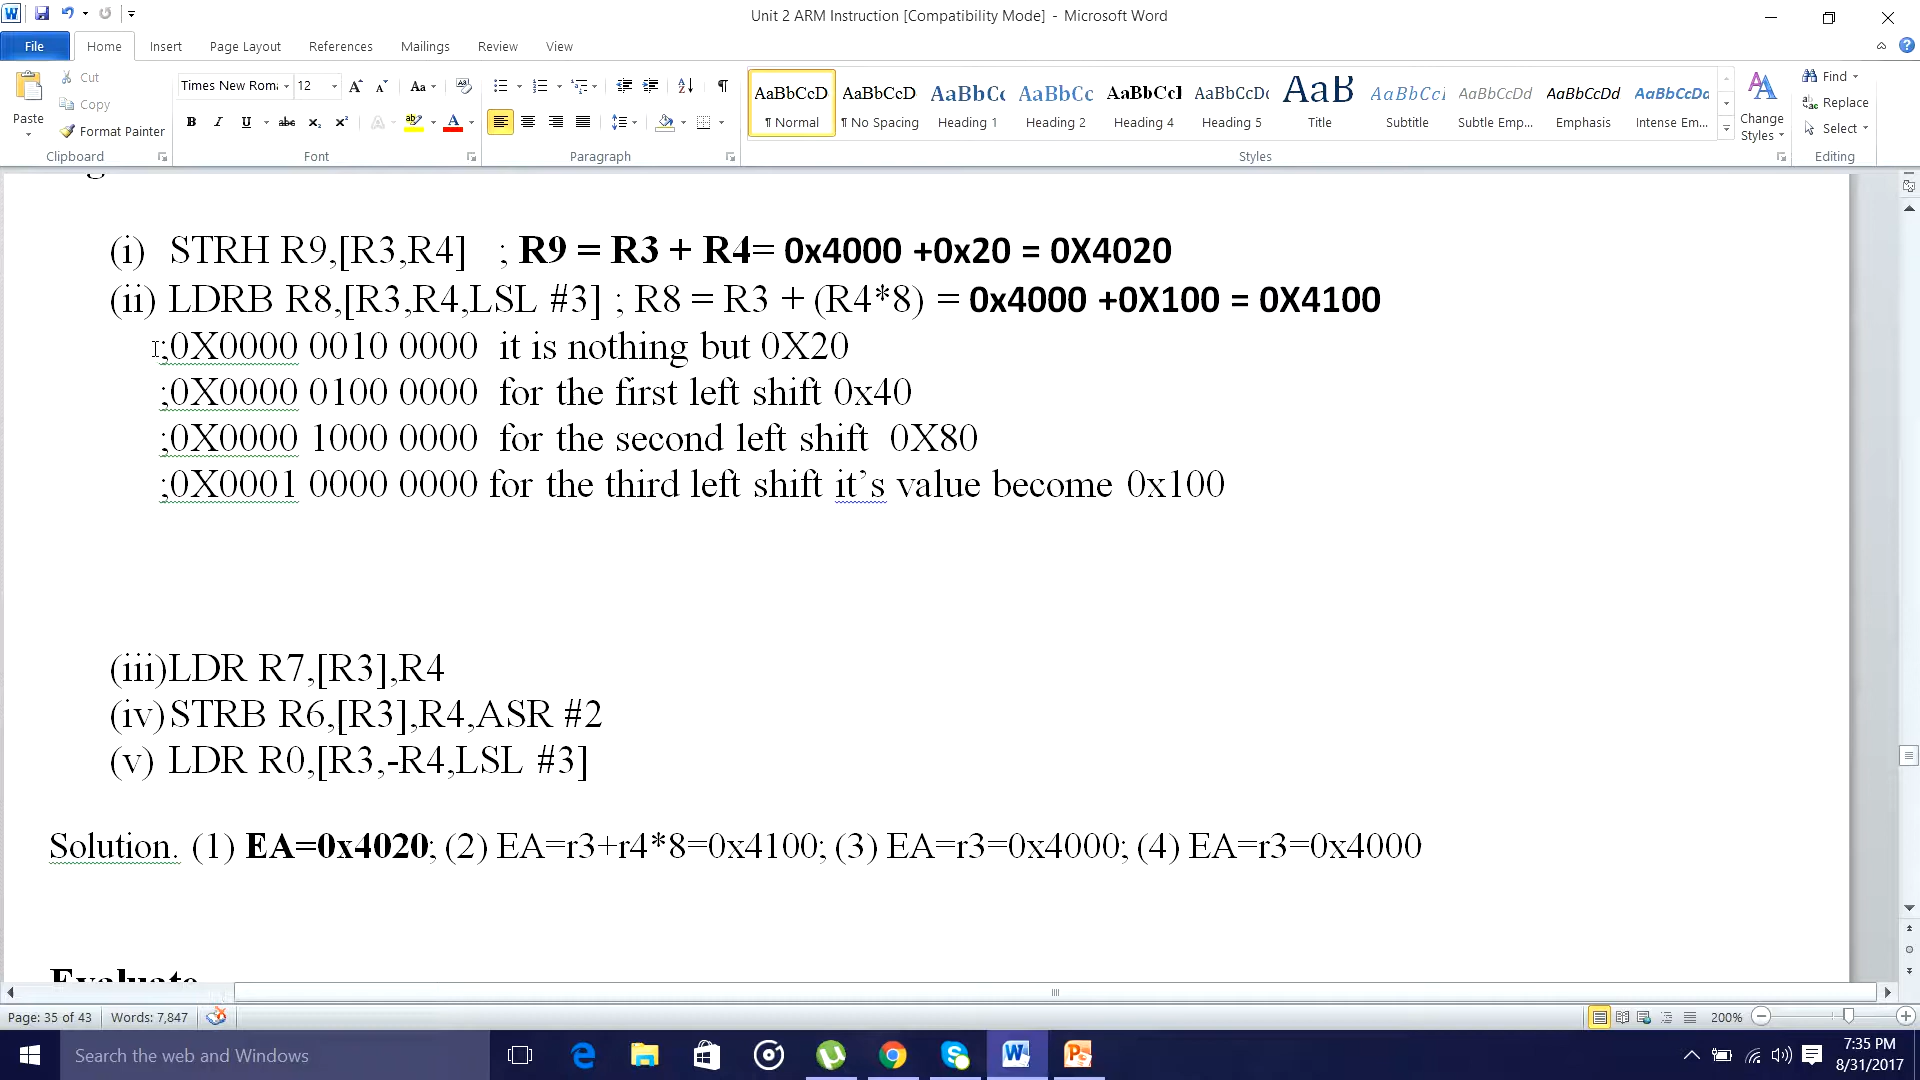 Unit 2 ARM Instruction [Compatibility Mode] - Microsoft Word
File Home Insert Page Layout References Mailings Review View
Cut
Copy
Format Painter
Paste
Clipboard
Times New Rom 12
Font
Paragraph
AaBbCcD AaBbCcD AaBbCc AaBbCc AaBbCcI AaBbCcDc AaB AaBbCcI AaBbCcDd AaBbCcDd AaBbCcDd
¶ Normal ¶ No Spacing Heading 1 Heading 2 Heading 4 Heading 5 Title Subtitle Subtle Emp... Emphasis Intense Em...
Styles
Change Styles
Find
Replace
Select
Editing
(i) STRH R9,[R3,R4] ; R9 = R3 + R4= 0x4000 +0x20 = 0X4020
(ii) LDRB R8,[R3,R4,LSL #3] ; R8 = R3 + (R4*8) = 0x4000 +0X100 = 0X4100
;0X0000 0010 0000 it is nothing but 0X20
;0X0000 0100 0000 for the first left shift 0x40
;0X0000 1000 0000 for the second left shift 0X80
;0X0001 0000 0000 for the third left shift it’s value become 0x100
(iii)LDR R7,[R3],R4
(iv)STRB R6,[R3],R4,ASR #2
(v) LDR R0,[R3,-R4,LSL #3]
Solution. (1) EA=0x4020; (2) EA=r3+r4*8=0x4100; (3) EA=r3=0x4000; (4) EA=r3=0x4000
Evaluate
Page: 35 of 43 Words: 7,847 200%
Search the web and Windows
7:35 PM
8/31/2017